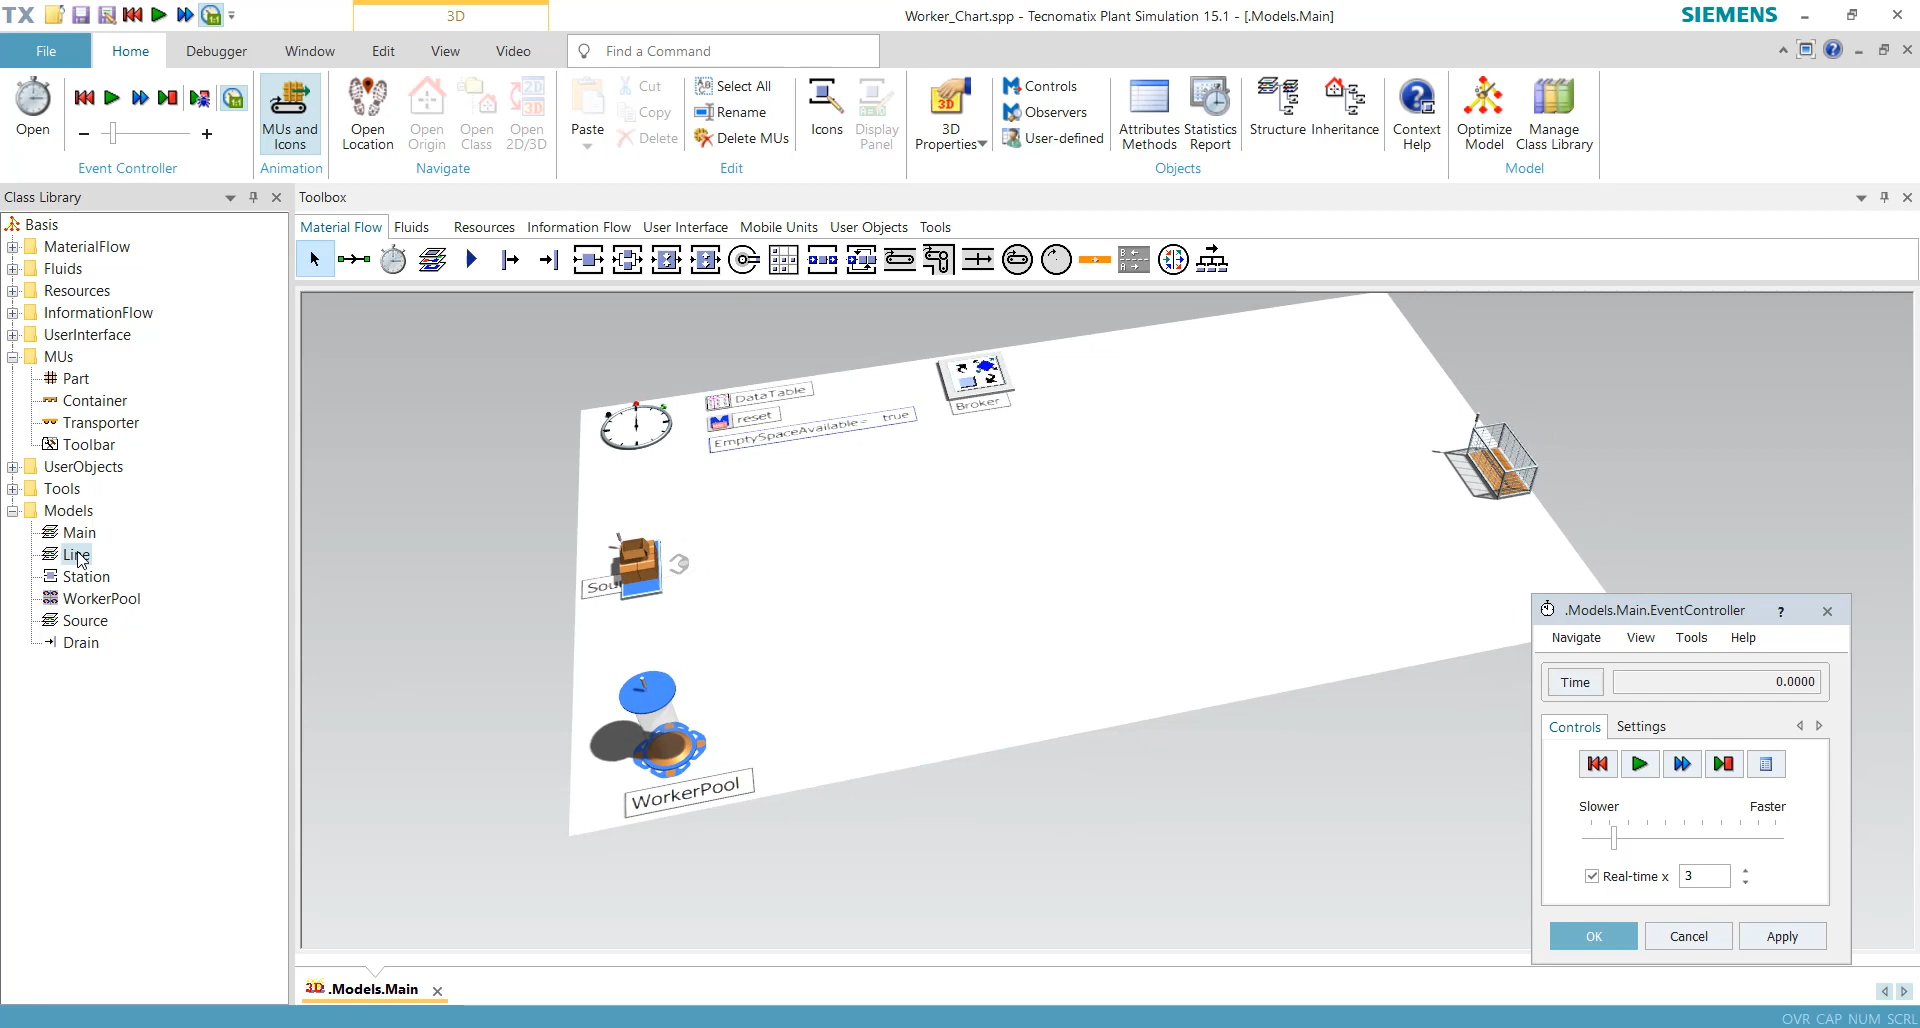 TX
3D
Worker_Chart.spp - Tecnomatix Plant Simulation 15.1 - [.Models.Main]
SIEMENS
File
Home
Debugger
Window
Edit
View
Video
Find a Command
Open
Event Controller
MUs and
Icons
Animation
Open
Location
Open
Origin
Open
Class
Open
2D/3D
Navigate
Paste
Cut
Copy
Delete
Select All
Rename
Delete MUs
Edit
Icons
Display
Panel
3D
Properties
Controls
Observers
User-defined
Attributes
Methods
Statistics
Report
Structure
Inheritance
Objects
Context
Help
Optimize
Model
Manage
Class Library
Model
Class Library
Toolbox
Basis
MaterialFlow
Fluids
Resources
InformationFlow
UserInterface
MUs
Part
Container
Transporter
Toolbar
UserObjects
Tools
Models
Main
Line
Station
WorkerPool
Source
Drain
Material Flow
Fluids
Resources
Information Flow
User Interface
Mobile Units
User Objects
Tools
DataTable
reset
EmptySpaceAvailable= true
Broker
Sou
WorkerPool
.Models.Main.EventController
?
Navigate
View
Tools
Help
Time
0.0000
Controls
Settings
Slower
Faster
Real-time x
3
OK
Cancel
Apply
3D .Models.Main
OVR CAP NUM SCRL